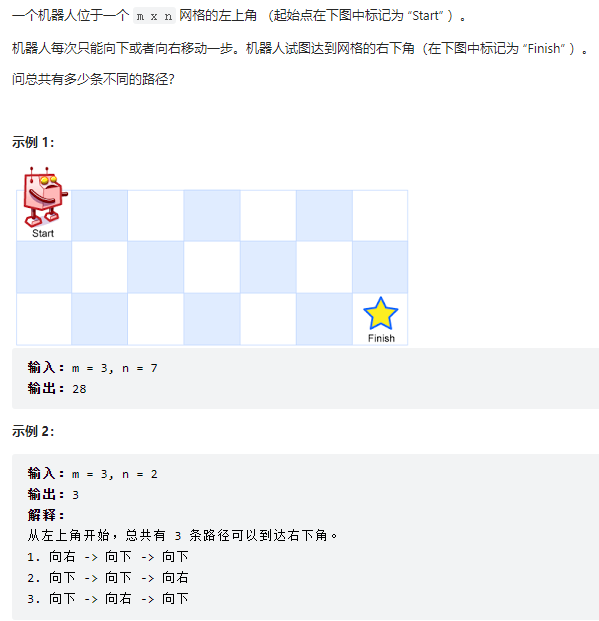 一个机器人位于一个 m x n 网格的左上角 （起始点在下图中标记为 “Start” ）。
机器人每次只能向下或者向右移动一步。机器人试图达到网格的右下角（在下图中标记为 “Finish” ）。
问总共有多少条不同的路径？
示例 1：
Start
Finish
输入：m = 3, n = 7
输出：28
示例 2：
输入：m = 3, n = 2
输出：3
解释：
从左上角开始，总共有 3 条路径可以到达右下角。
1. 向右 -> 向下 -> 向下
2. 向下 -> 向下 -> 向右
3. 向下 -> 向右 -> 向下